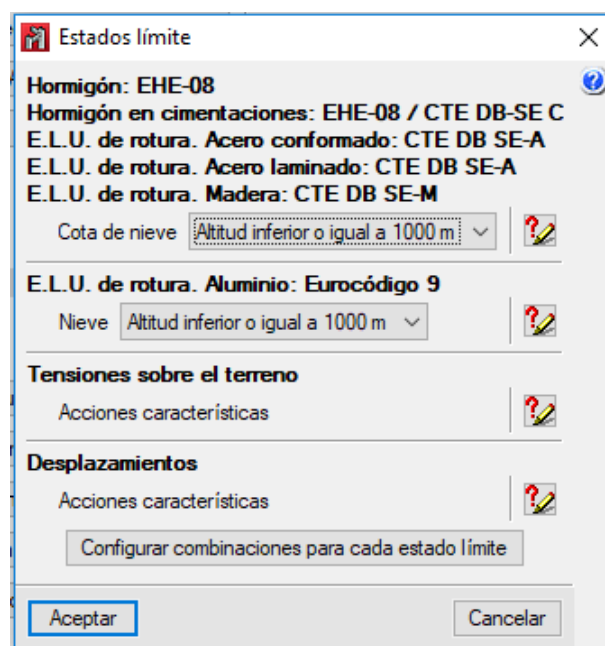 Estados límite
Hormigón: EHE-08
Hormigón en cimentaciones: EHE-08 / CTE DB-SE C
E.L.U. de rotura. Acero conformado: CTE DB SE-A
E.L.U. de rotura. Acero laminado: CTE DB SE-A
E.L.U. de rotura. Madera: CTE DB SE-M
Cota de nieve Altitud inferior o igual a 1000 m
E.L.U. de rotura. Aluminio: Eurocódigo 9
Nieve Altitud inferior o igual a 1000 m
Tensiones sobre el terreno
Acciones características
Desplazamientos
Acciones características
Configurar combinaciones para cada estado límite
Aceptar Cancelar